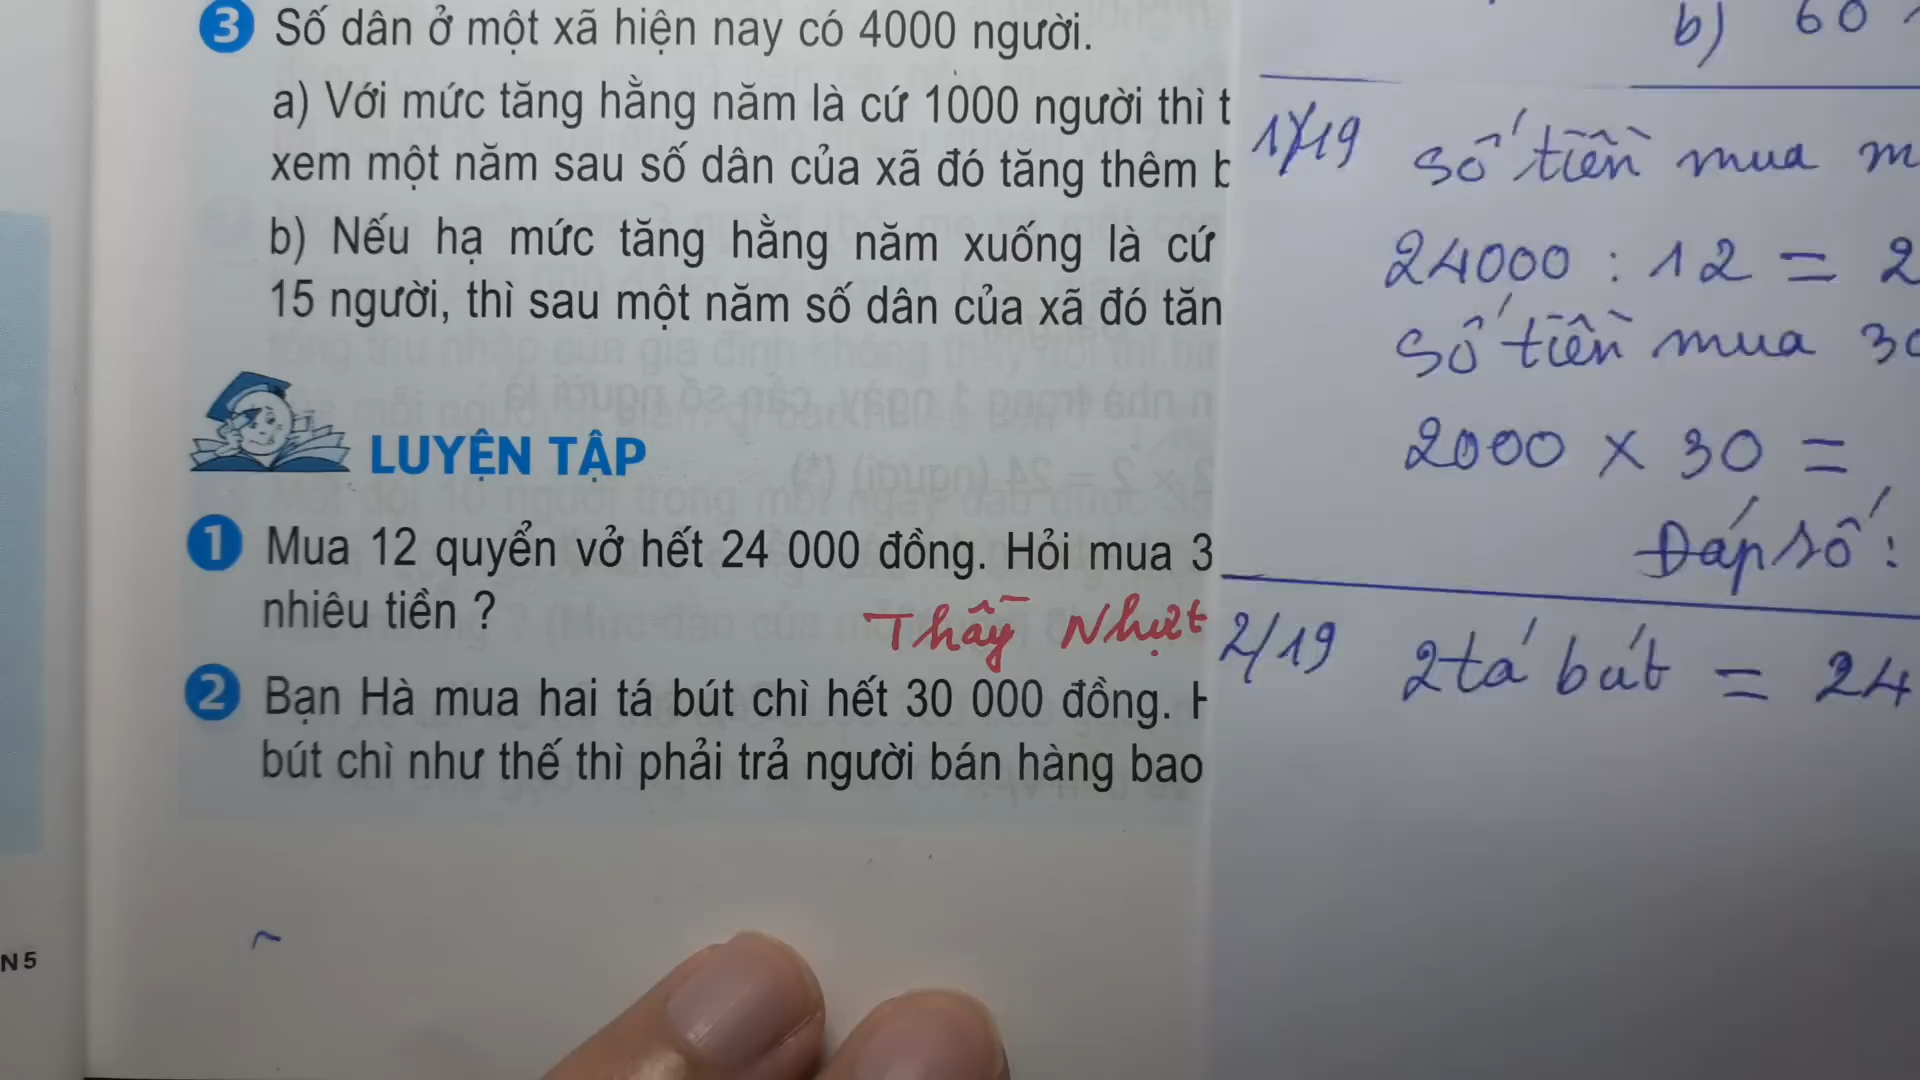 3 Số dân ở một xã hiện nay có 4000 người.
a) Với mức tăng hằng năm là cứ 1000 người thì
xem một năm sau số dân của xã đó tăng thêm
b) Nếu hạ mức tăng hằng năm xuống là cứ
15 người, thì sau một năm số dân của xã đó
LUYỆN TẬP
1 Mua 12 quyển vở hết 24 000 đồng. Hỏi mua 3
nhiêu tiền ?
Thầy Nhựt
2 Bạn Hà mua hai tá bút chì hết 30 000 đồng.
bút chì như thế thì phải trả người bán hàng bao
N 5
b) 60
1/19 Số tiền mua m
24000 : 12 = 2
Số tiền mua 30
2000 x 30 =
Đáp số:
2/19 2 tá bút = 24